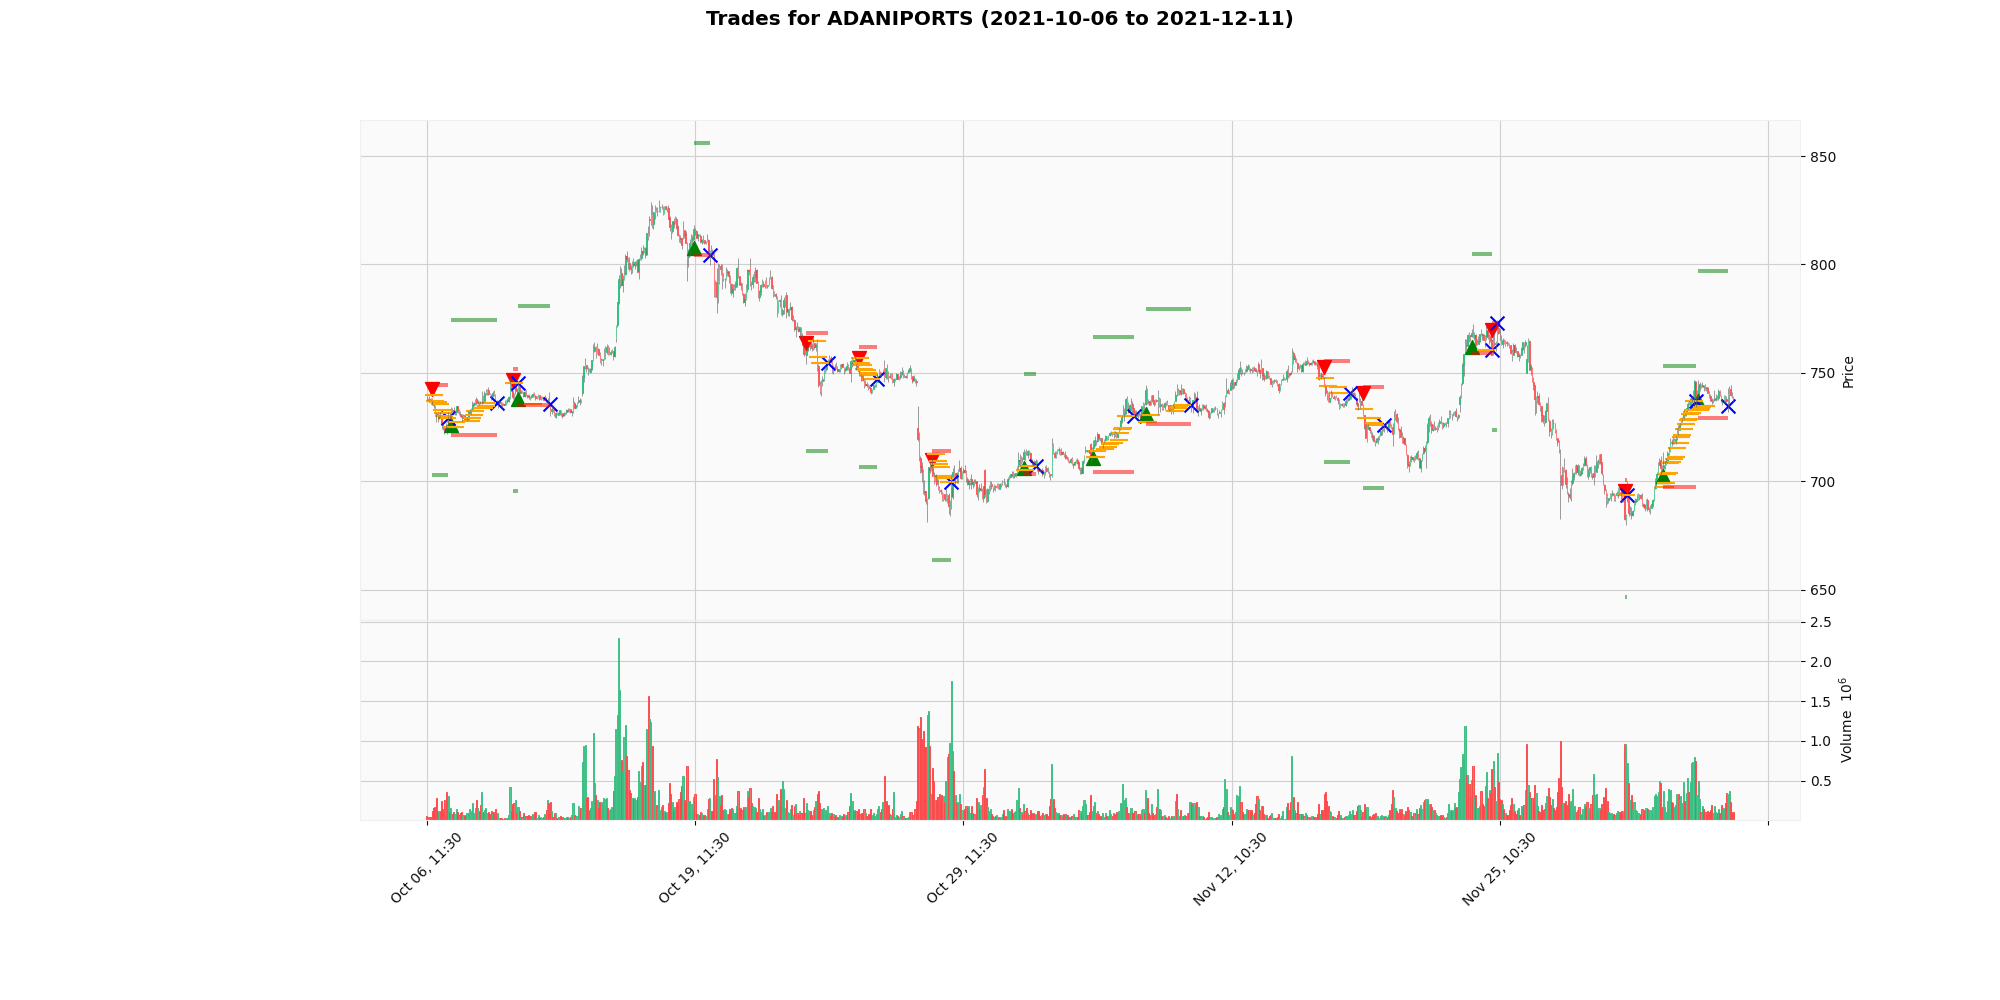 Trades for ADANIPORTS (2021-10-06 to 2021-12-11)
850
800
750
700
650
Price
2.5
2.0
1.5
1.0
0.5
Volume 10^6
Oct 06, 11:30
Oct 19, 11:30
Oct 29, 11:30
Nov 12, 10:30
Nov 25, 10:30